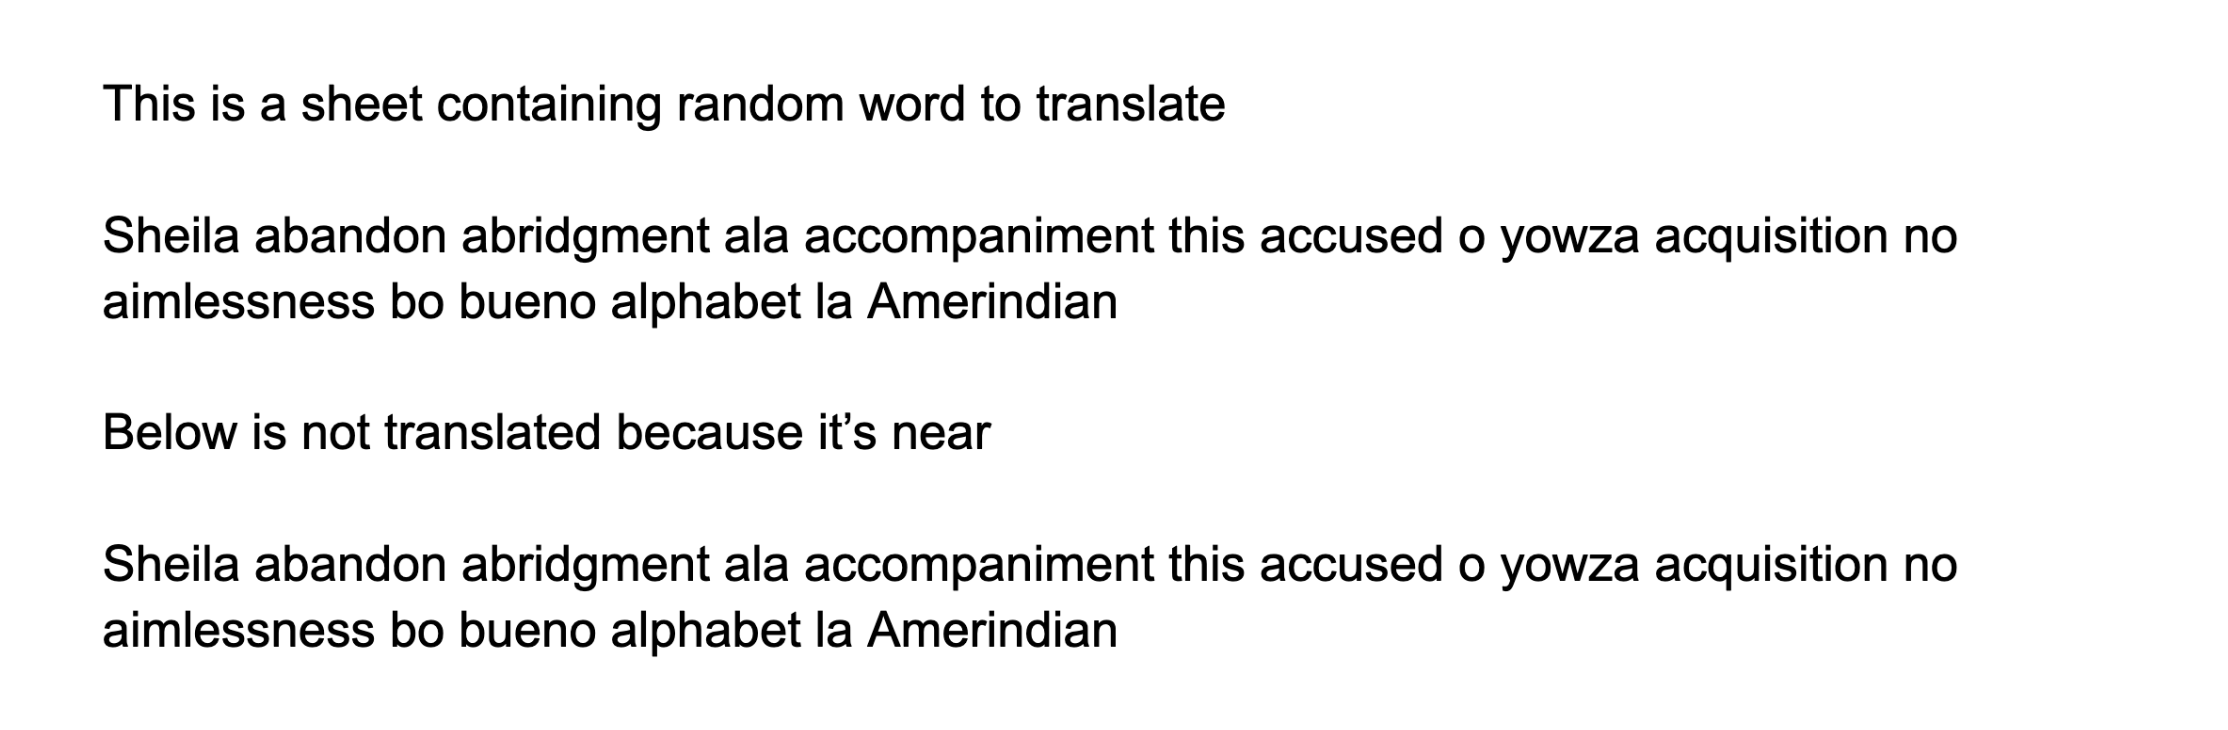 This is a sheet containing random word to translate
Sheila abandon abridgment ala accompaniment this accused o yowza acquisition no
aimlessness bo bueno alphabet la Amerindian
Below is not translated because it’s near
Sheila abandon abridgment ala accompaniment this accused o yowza acquisition no
aimlessness bo bueno alphabet la Amerindian